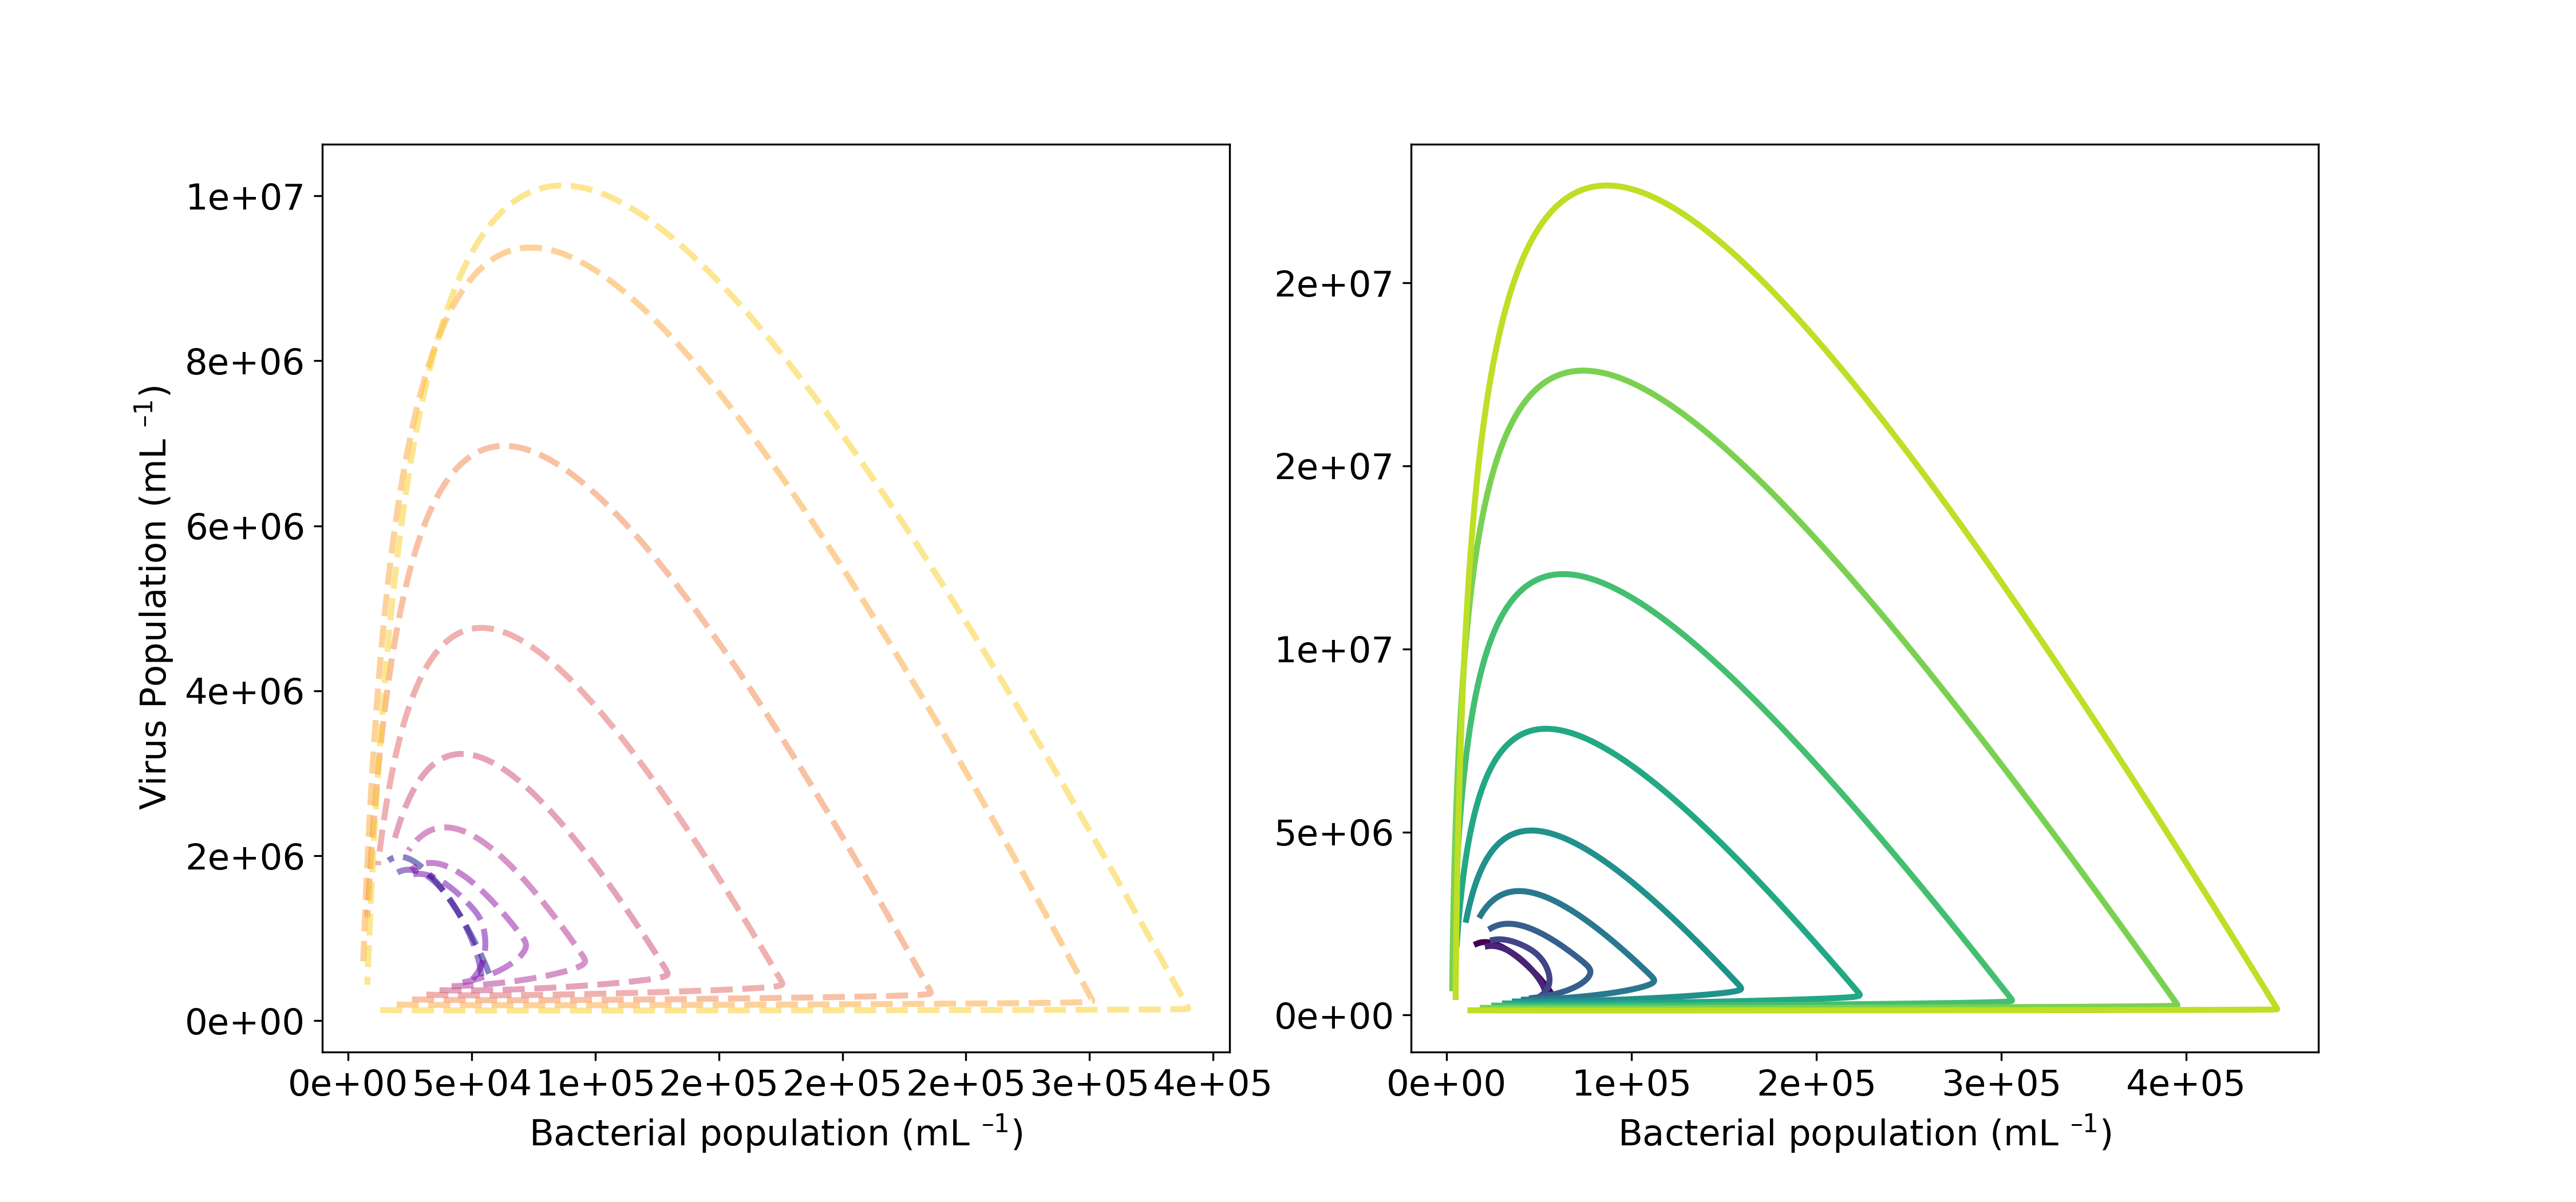 1e+07
8e+06
6e+06
4e+06
2e+06
0e+00
Virus Population (mL –1)
0e+00 5e+04 1e+05 2e+05 2e+05 2e+05 3e+05 4e+05
Bacterial population (mL –1)
2e+07
2e+07
1e+07
5e+06
0e+00
0e+00 1e+05 2e+05 3e+05 4e+05
Bacterial population (mL –1)